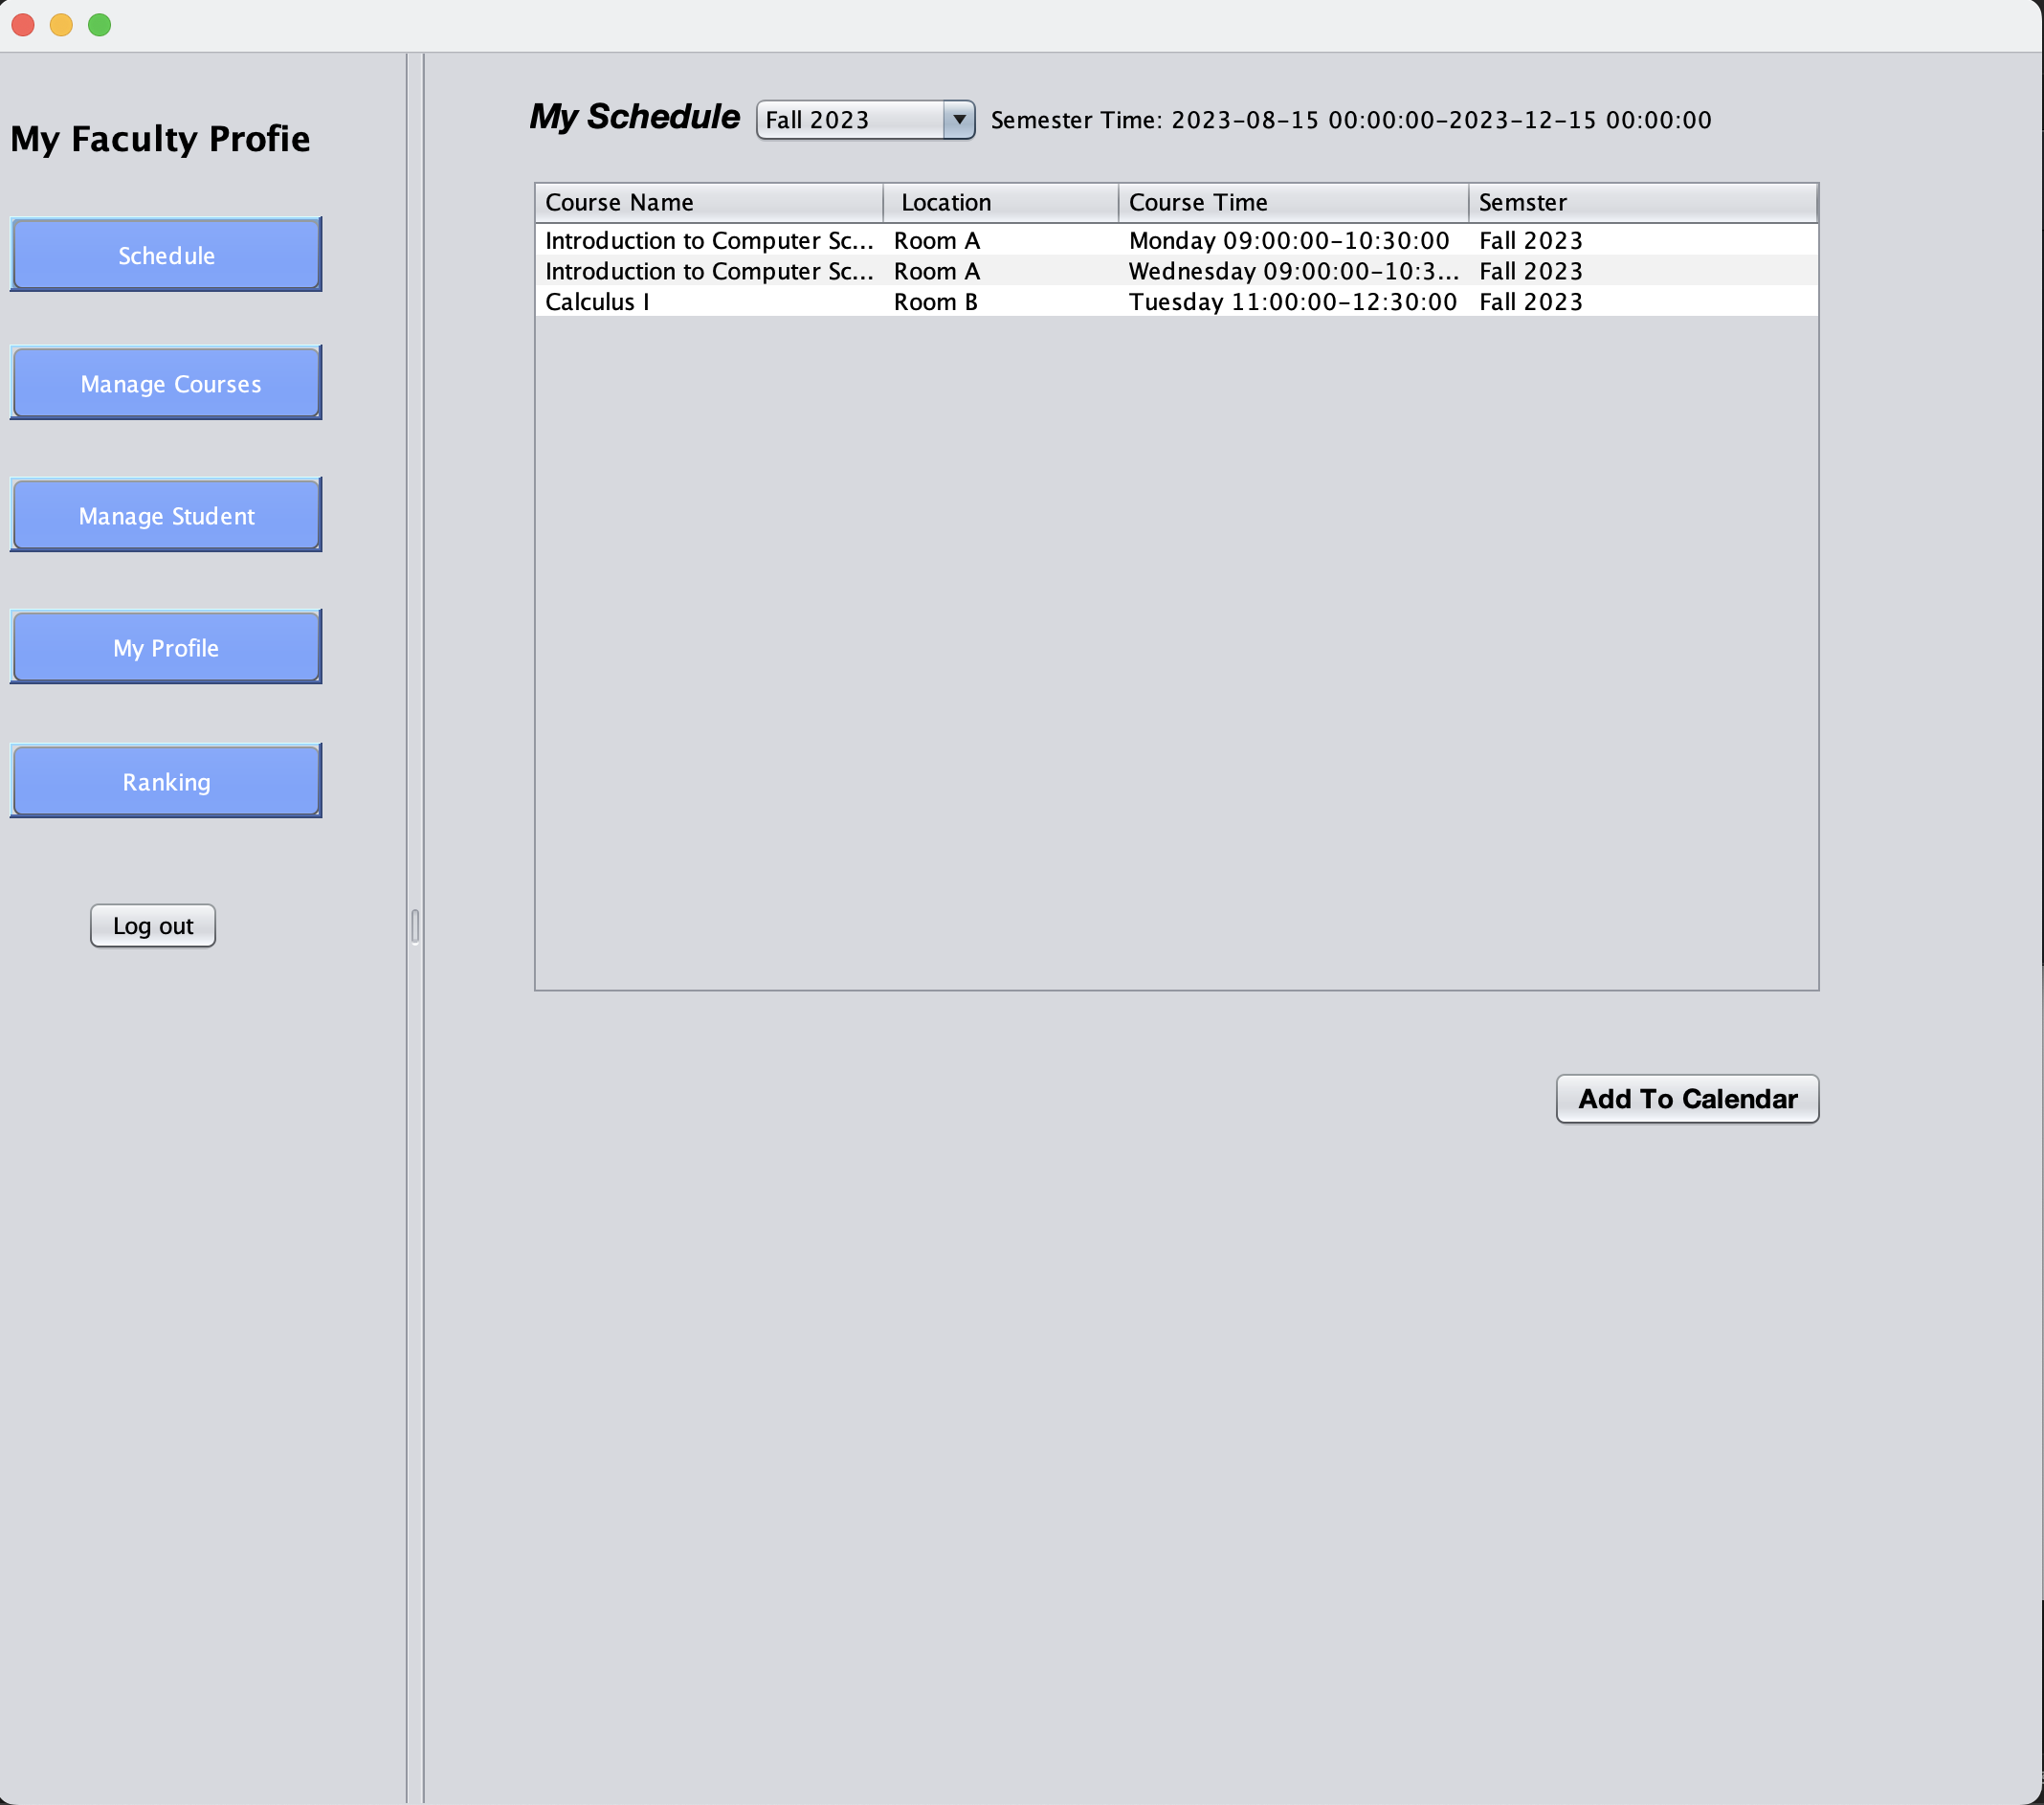 My Faculty Profie
Schedule
Manage Courses
Manage Student
My Profile
Ranking
Log out
My Schedule Fall 2023 Semester Time: 2023-08-15 00:00:00-2023-12-15 00:00:00
Course Name Location Course Time Semster
Introduction to Computer Sc... Room A Monday 09:00:00-10:30:00 Fall 2023
Introduction to Computer Sc... Room A Wednesday 09:00:00-10:3... Fall 2023
Calculus I Room B Tuesday 11:00:00-12:30:00 Fall 2023
Add To Calendar